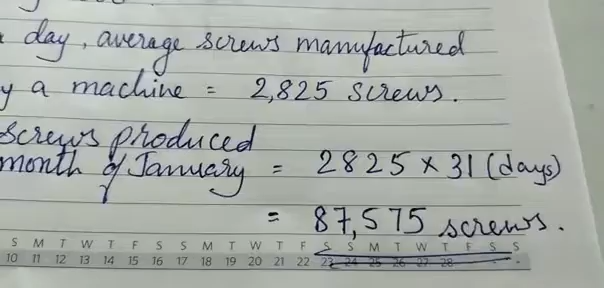 day, average screws manufactured
y a machine = 2,825 screws.
screws produced
month of January = 2825 × 31 (days)
= 87,575 screws.
S M T W T F S S M T W T F S S M T W T F S S
10 11 12 13 14 15 16 17 18 19 20 21 22 23 24 25 26 27 28